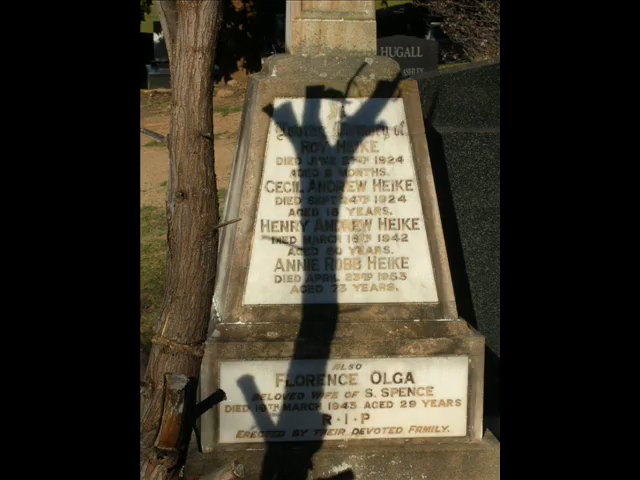 HUGALL
ASHLEY
In Loving Memory of
ROY HEIKE
DIED JUNE 1924
AGED 8 MONTHS.
CECIL ANDREW HEIKE
DIED SEPT 24TH 1924
AGED 18 YEARS.
HENRY ANDREW HEIKE
DIED MARCH 18TH 1942
AGED 60 YEARS.
ANNIE ROBB HEIKE
DIED APRIL 23RD 1953
AGED 73 YEARS.
ALSO
FLORENCE OLGA
BELOVED WIFE OF S. SPENCE
DIED 19TH MARCH 1943 AGED 29 YEARS
R·I·P
ERECTED BY THEIR DEVOTED FAMILY.